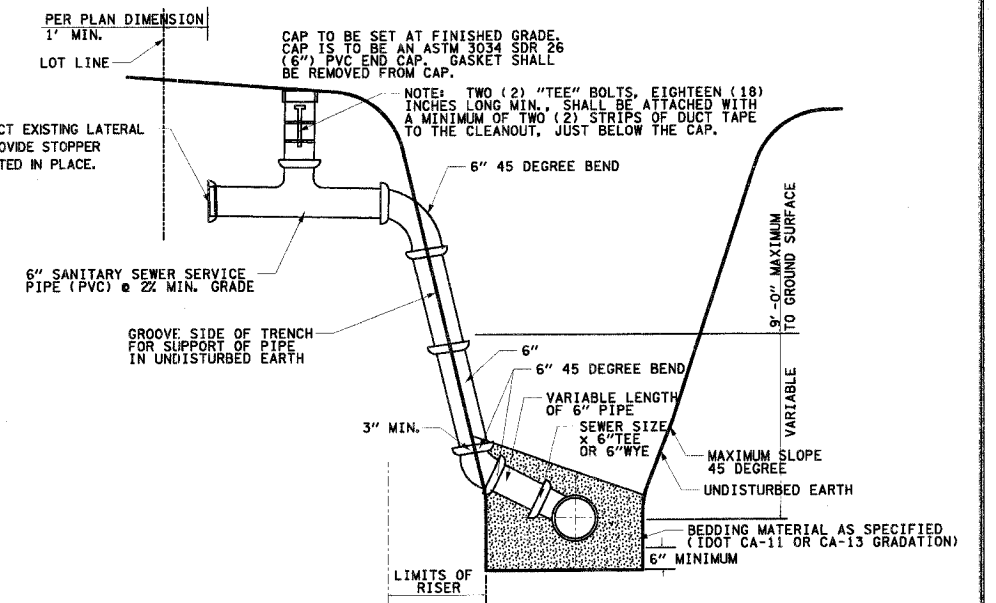 PER PLAN DIMENSION
1' MIN.
LOT LINE
CAP TO BE SET AT FINISHED GRADE.
CAP IS TO BE AN ASTM 3034 SDR 26
(6") PVC END CAP. GASKET SHALL
BE REMOVED FROM CAP.
NOTE: TWO (2) "TEE" BOLTS, EIGHTEEN (18)
INCHES LONG MIN., SHALL BE ATTACHED WITH
A MINIMUM OF TWO (2) STRIPS OF DUCT TAPE
TO THE CLEANOUT, JUST BELOW THE CAP.
CT EXISTING LATERAL
OVIDE STOPPER
TED IN PLACE.
6" 45 DEGREE BEND
6" SANITARY SEWER SERVICE
PIPE (PVC) @ 2% MIN. GRADE
9'-0" MAXIMUM
TO GROUND SURFACE
GROOVE SIDE OF TRENCH
FOR SUPPORT OF PIPE
IN UNDISTURBED EARTH
6"
6" 45 DEGREE BEND
VARIABLE LENGTH
OF 6" PIPE
VARIABLE
3" MIN.
SEWER SIZE
x 6"TEE
OR 6"WYE
MAXIMUM SLOPE
45 DEGREE
UNDISTURBED EARTH
BEDDING MATERIAL AS SPECIFIED
(IDOT CA-11 OR CA-13 GRADATION)
6" MINIMUM
LIMITS OF
RISER